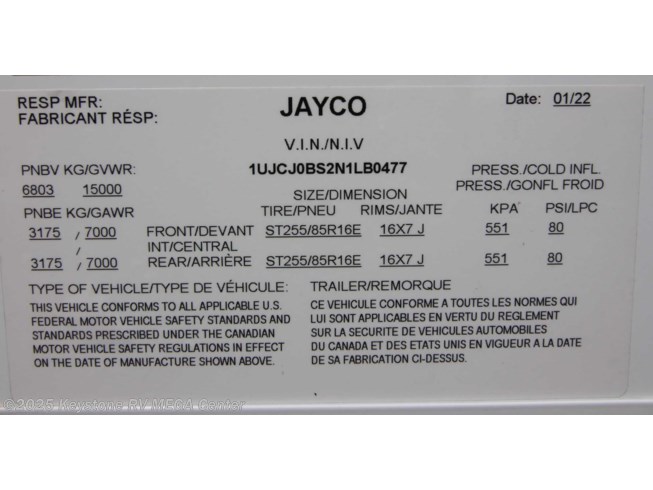 RESP MFR: JAYCO Date: 01/22
FABRICANT RÉSP:
V.I.N./N.I.V
PNBV KG/GVWR: 1UJCJ0BS2N1LB0477 PRESS./COLD INFL.
6803 15000 SIZE/DIMENSION PRESS./GONFL FROID
PNBE KG/GAWR TIRE/PNEU RIMS/JANTE KPA PSI/LPC
3175 / 7000 FRONT/DEVANT ST255/85R16E 16X7 J 551 80
/ INT/CENTRAL
3175 / 7000 REAR/ARRIÈRE ST255/85R16E 16X7 J 551 80
TYPE OF VEHICLE/TYPE DE VÉHICULE: TRAILER/REMORQUE
THIS VEHICLE CONFORMS TO ALL APPLICABLE U.S.
FEDERAL MOTOR VEHICLE SAFETY STANDARDS AND
STANDARDS PRESCRIBED UNDER THE CANADIAN
MOTOR VEHICLE SAFETY REGULATIONS IN EFFECT
ON THE DATE OF MANUFACTURE SHOWN ABOVE.
CE VEHICULE CONFORME A TOUTES LES NORMES QUI
LUI SONT APPLICABLES EN VERTU DU REGLEMENT
SUR LA SECURITE DE VEHICULES AUTOMOBILES
DU CANADA ET DES ETATS UNIS EN VIGUEUR A LA DATE
DE SA FABRICATION CI-DESSUS.
©2025 Keystone RV MEGA Center